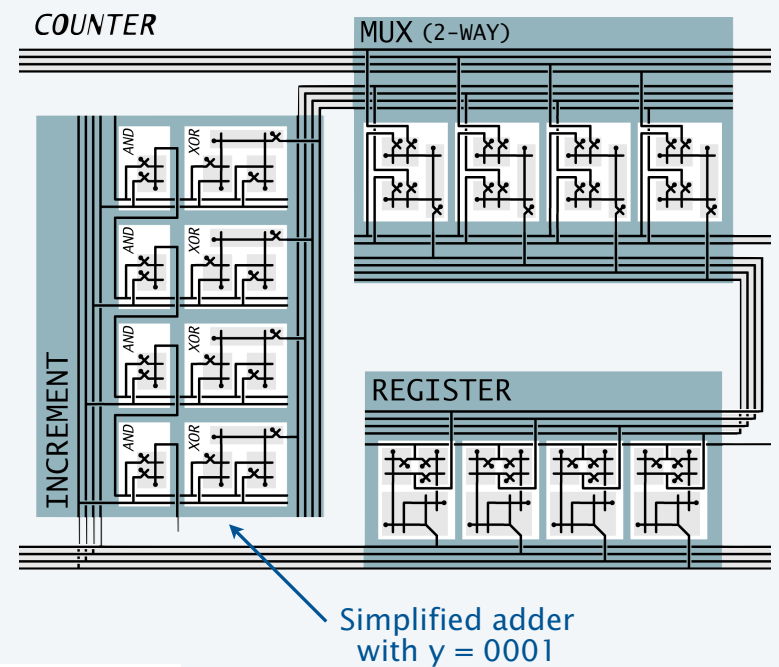 COUNTER
MUX (2-WAY)
INCREMENT
AND
XOR
AND
XOR
AND
XOR
AND
XOR
REGISTER
Simplified adder
with y = 0001